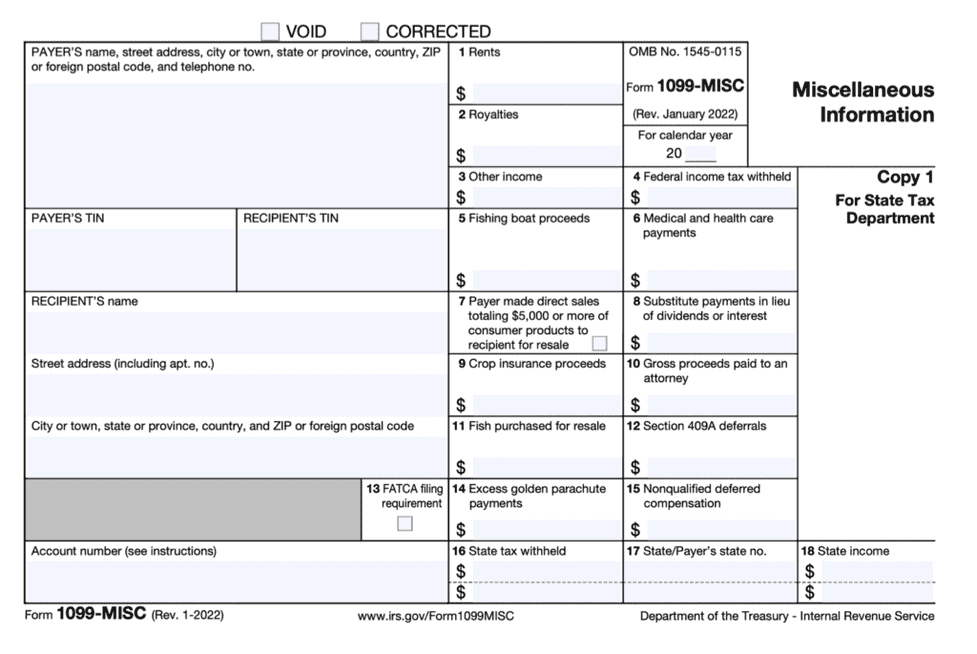 VOID CORRECTED
PAYER'S name, street address, city or town, state or province, country, ZIP
or foreign postal code, and telephone no.
1 Rents
$
2 Royalties
$
OMB No. 1545-0115
Form 1099-MISC
(Rev. January 2022)
For calendar year
20 ____
Miscellaneous
Information
3 Other income
$
4 Federal income tax withheld
$
Copy 1
For State Tax
Department
PAYER'S TIN
RECIPIENT'S TIN
5 Fishing boat proceeds
$
6 Medical and health care
payments
$
RECIPIENT'S name
7 Payer made direct sales
totaling $5,000 or more of
consumer products to
recipient for resale
8 Substitute payments in lieu
of dividends or interest
$
Street address (including apt. no.)
9 Crop insurance proceeds
$
10 Gross proceeds paid to an
attorney
$
City or town, state or province, country, and ZIP or foreign postal code
11 Fish purchased for resale
$
12 Section 409A deferrals
$
13 FATCA filing
requirement
14 Excess golden parachute
payments
$
15 Nonqualified deferred
compensation
$
Account number (see instructions)
16 State tax withheld
$
$
17 State/Payer's state no.
18 State income
$
$
Form 1099-MISC (Rev. 1-2022)
www.irs.gov/Form1099MISC
Department of the Treasury - Internal Revenue Service